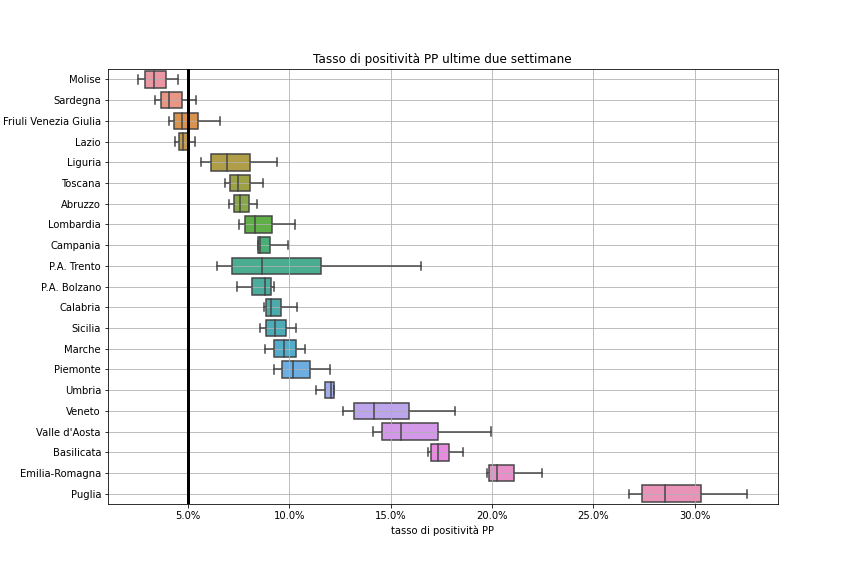 Tasso di positività PP ultime due settimane
Molise
Sardegna
Friuli Venezia Giulia
Lazio
Liguria
Toscana
Abruzzo
Lombardia
Campania
P.A. Trento
P.A. Bolzano
Calabria
Sicilia
Marche
Piemonte
Umbria
Veneto
Valle d'Aosta
Basilicata
Emilia-Romagna
Puglia
5.0% 10.0% 15.0% 20.0% 25.0% 30.0%
tasso di positività PP